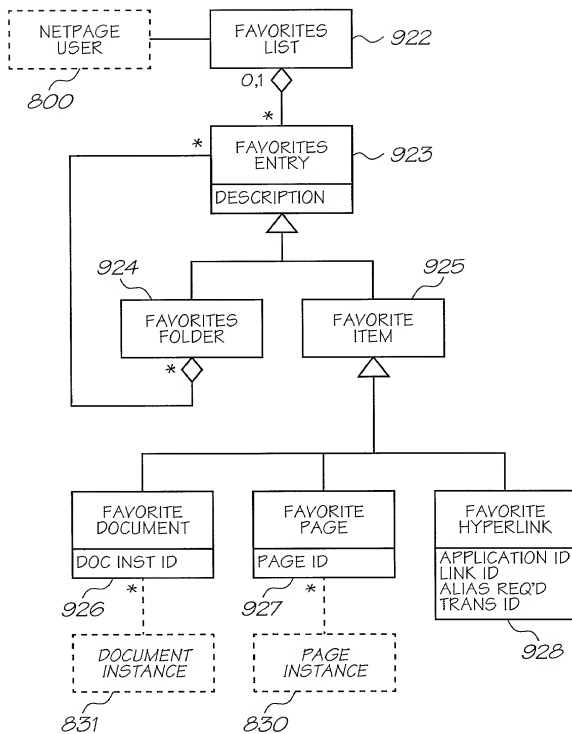 NETPAGE
USER
800
FAVORITES
LIST
922
0,1
*
*
FAVORITES
ENTRY
923
DESCRIPTION
924
FAVORITES
FOLDER
*
925
FAVORITE
ITEM
FAVORITE
DOCUMENT
DOC INST ID
926
*
FAVORITE
PAGE
PAGE ID
927
*
FAVORITE
HYPERLINK
APPLICATION ID
LINK ID
ALIAS REQ'D
TRANS ID
928
DOCUMENT
INSTANCE
831
PAGE
INSTANCE
830